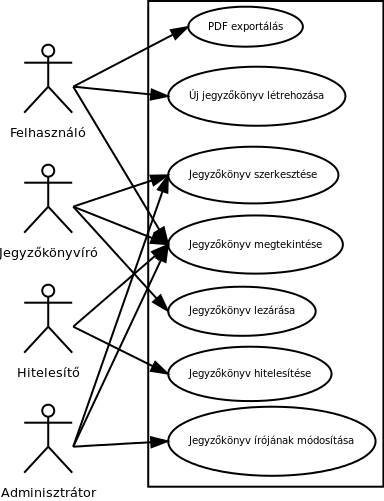 PDF exportálás
Új jegyzőkönyv létrehozása
Felhasználó
Jegyzőkönyv szerkesztése
Jegyzőkönyv megtekintése
Jegyzőkönyvíró
Jegyzőkönyv lezárása
Jegyzőkönyv hitelesítése
Hitelesítő
Jegyzőkönyv írójának módosítása
Adminisztrátor